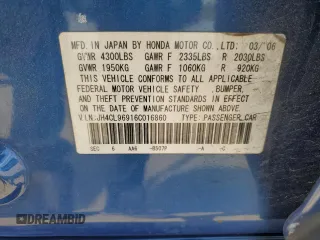 MFD. IN JAPAN BY HONDA MOTOR CO., LTD. 03/ '06
GVWR 4300LBS GAWR F 2335LBS R 2030LBS
GVWR 1950KG GAWR F 1060KG R 920KG
THIS VEHICLE CONFORMS TO ALL APPLICABLE
FEDERAL MOTOR VEHICLE SAFETY, BUMPER,
AND THEFT PREVENTION STANDARDS IN EFFECT ON
THE DATE OF MANUFACTURE SHOWN ABOVE.
V.I.N: JH4CL96916C016860 TYPE: PASSENGER CAR
DREAMBID